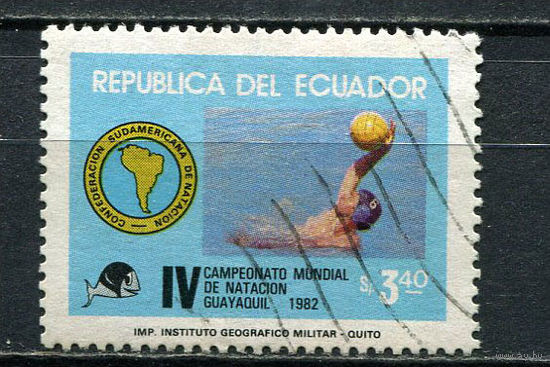 REPUBLICA DEL ECUADOR
CONFEDERACION SUDAMERICANA DE NATACION
6
IV CAMPEONATO MUNDIAL
DE NATACION
GUAYAQUIL 1982
S/. 3.40
IMP. INSTITUTO GEOGRAFICO MILITAR - QUITO